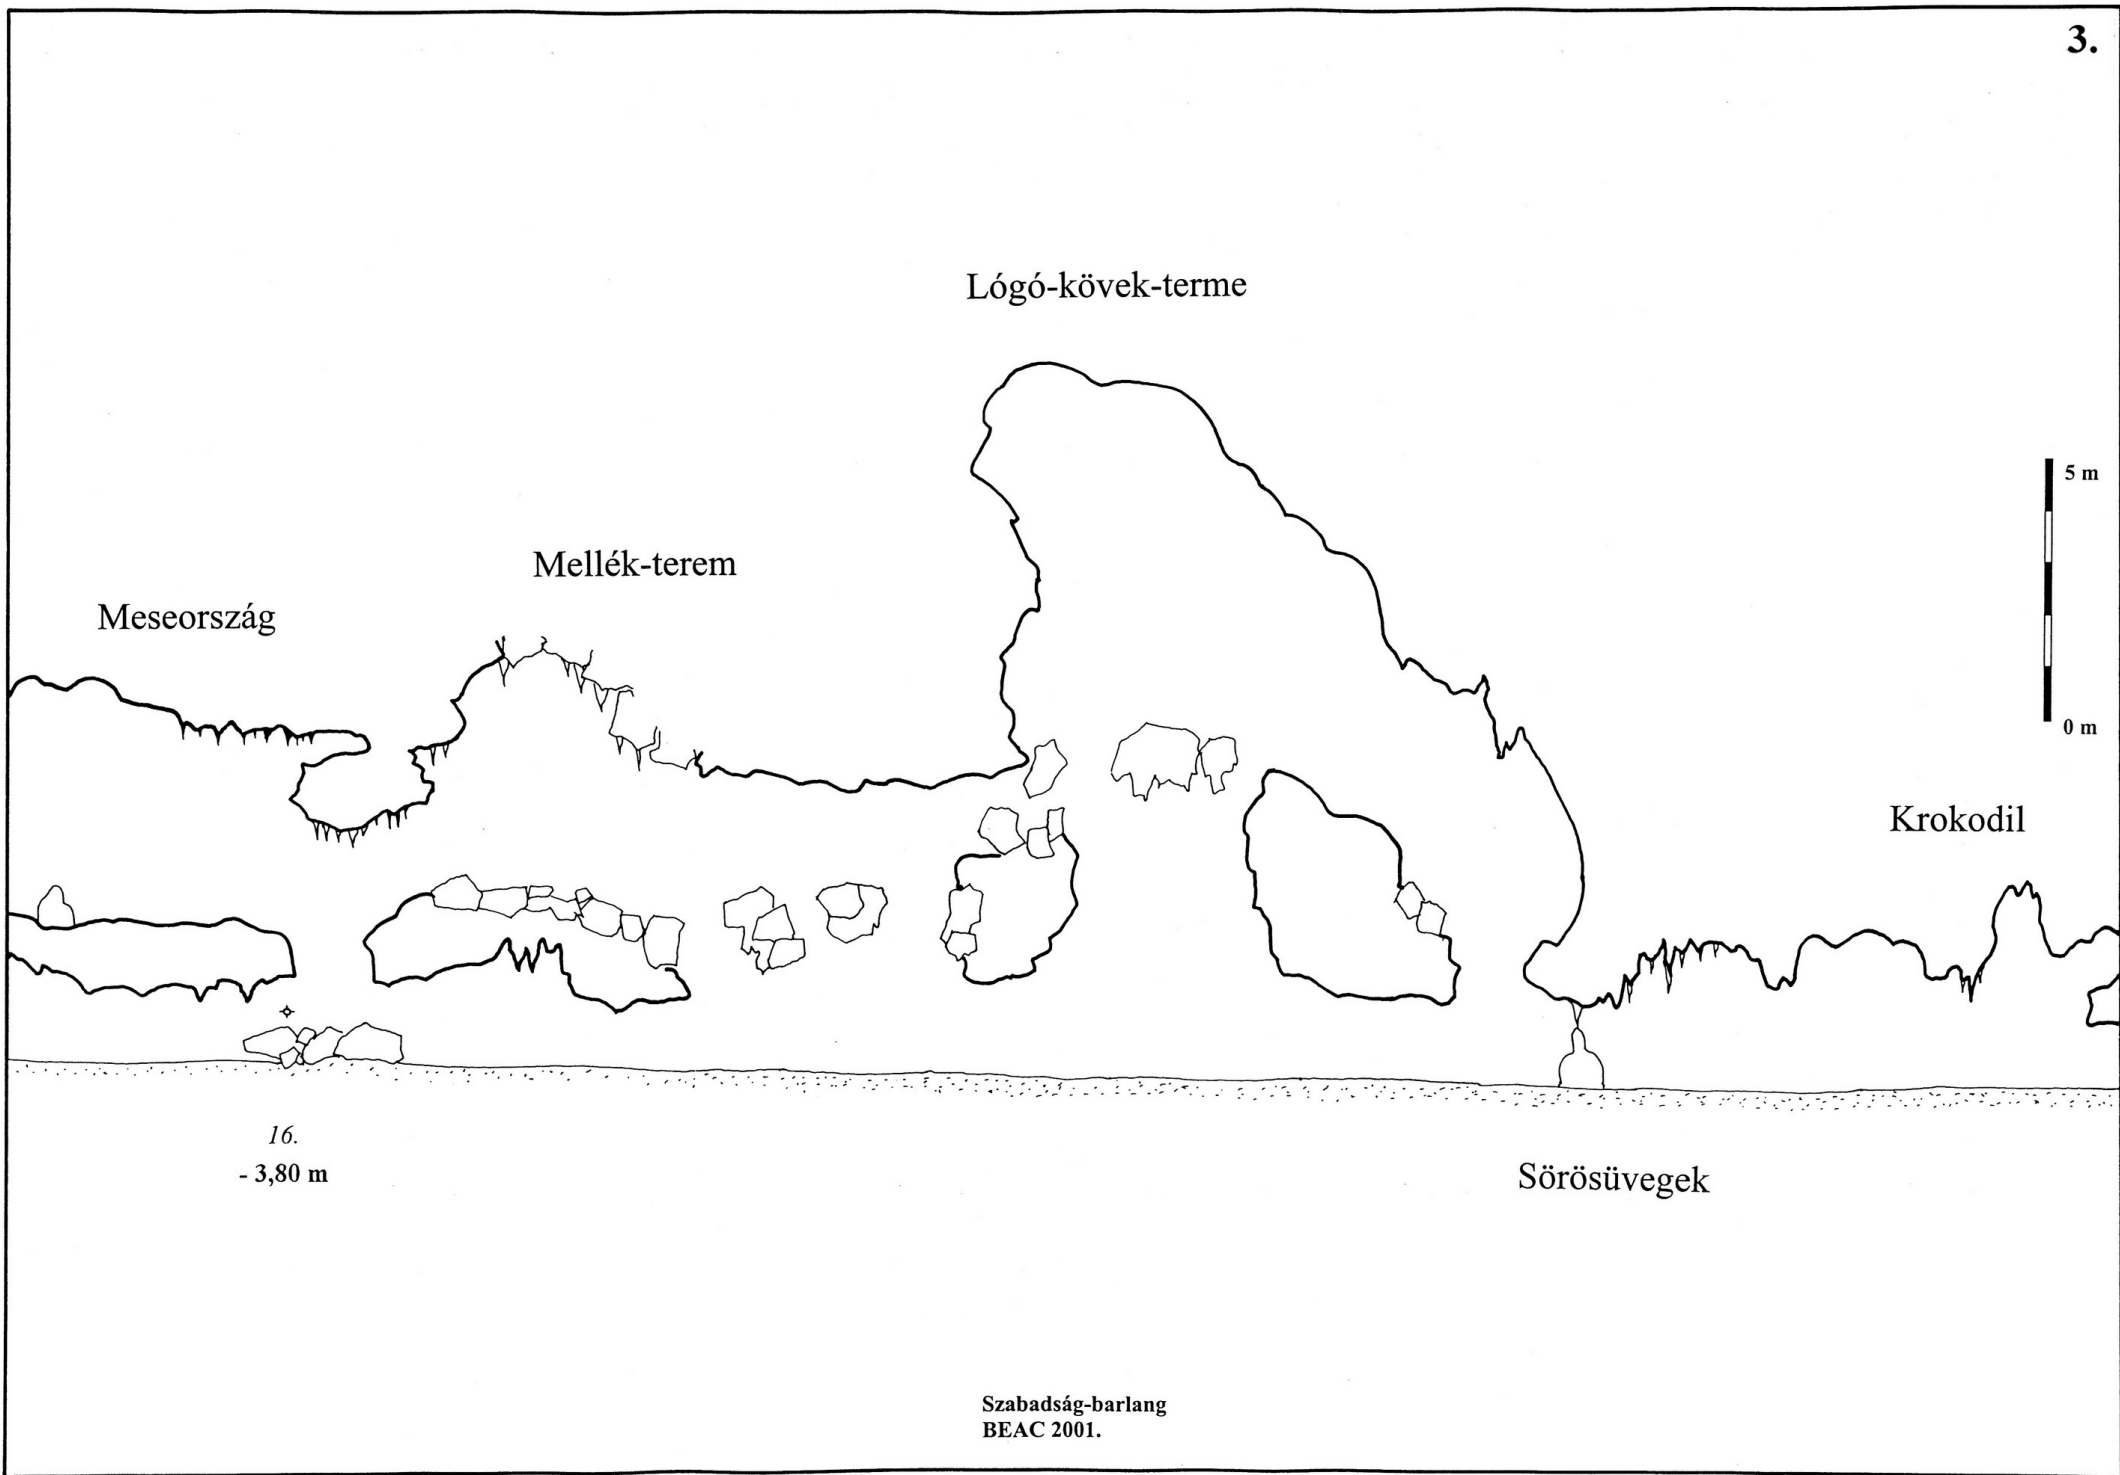 3.
Lógó-kövek-terme
5 m
Mellék-terem
Meseország
0 m
Krokodil
16.
- 3,80 m
Sörösüvegek
Szabadság-barlang
BEAC 2001.